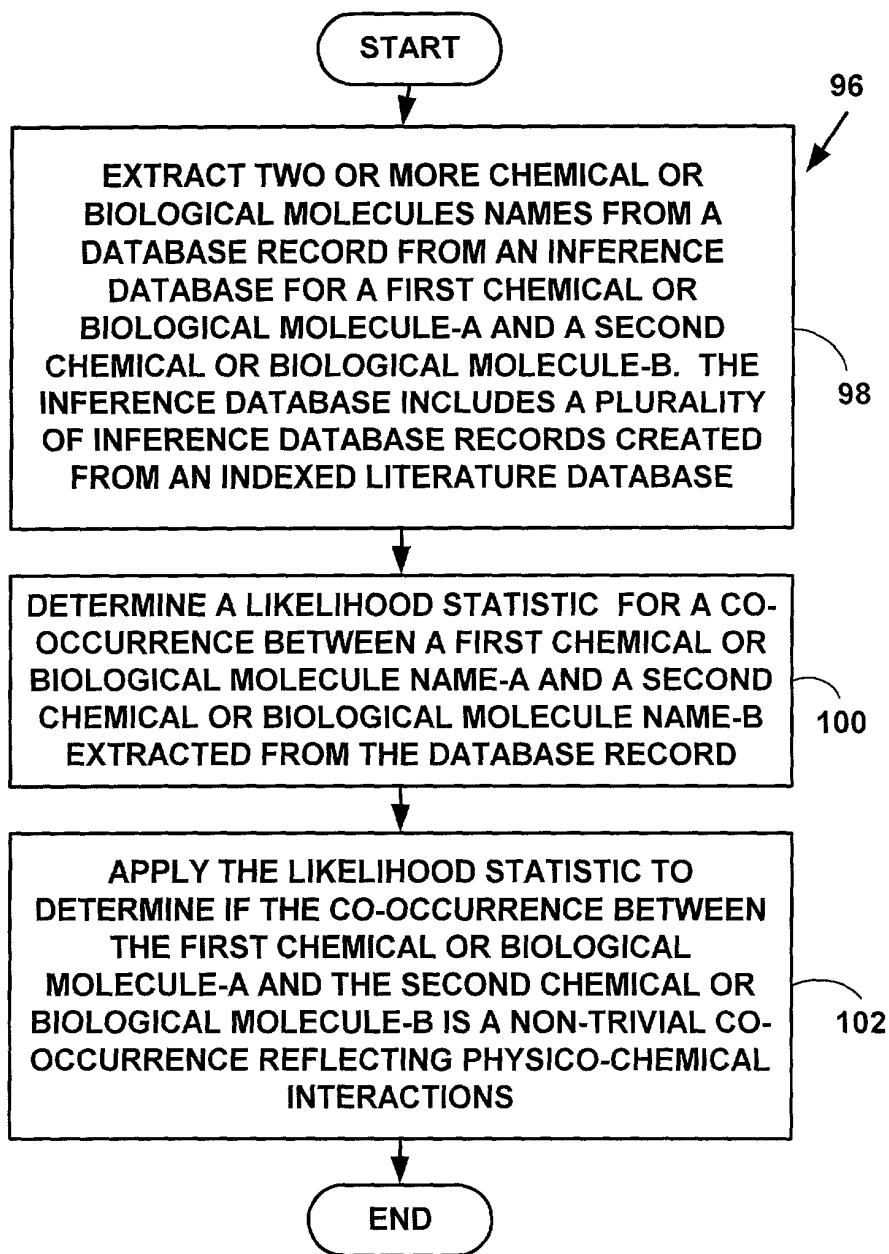 START
96
EXTRACT TWO OR MORE CHEMICAL OR
BIOLOGICAL MOLECULES NAMES FROM A
DATABASE RECORD FROM AN INFERENCE
DATABASE FOR A FIRST CHEMICAL OR
BIOLOGICAL MOLECULE-A AND A SECOND
CHEMICAL OR BIOLOGICAL MOLECULE-B. THE
INFERENCE DATABASE INCLUDES A PLURALITY
OF INFERENCE DATABASE RECORDS CREATED
FROM AN INDEXED LITERATURE DATABASE
98
DETERMINE A LIKELIHOOD STATISTIC FOR A CO-
OCCURRENCE BETWEEN A FIRST CHEMICAL OR
BIOLOGICAL MOLECULE NAME-A AND A SECOND
CHEMICAL OR BIOLOGICAL MOLECULE NAME-B
EXTRACTED FROM THE DATABASE RECORD
100
APPLY THE LIKELIHOOD STATISTIC TO
DETERMINE IF THE CO-OCCURRENCE BETWEEN
THE FIRST CHEMICAL OR BIOLOGICAL
MOLECULE-A AND THE SECOND CHEMICAL OR
BIOLOGICAL MOLECULE-B IS A NON-TRIVIAL CO-
OCCURRENCE REFLECTING PHYSICO-CHEMICAL
INTERACTIONS
102
END